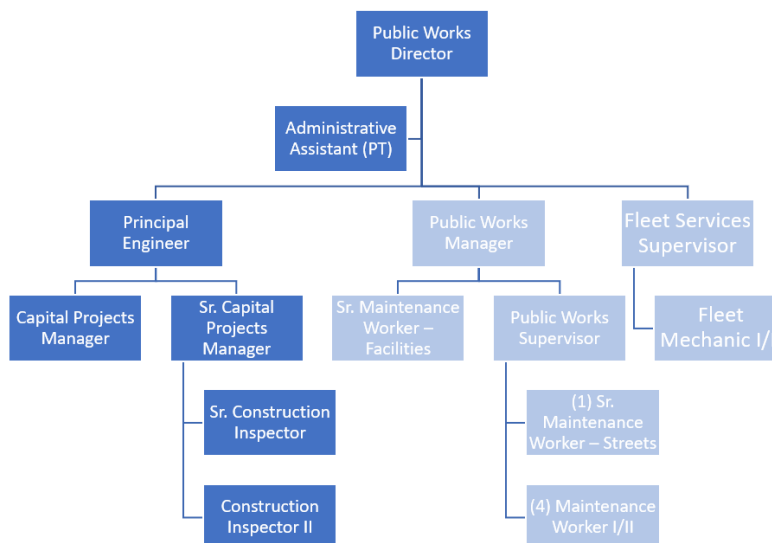 Public Works
Director
Administrative
Assistant (PT)
Principal
Engineer
Public Works
Manager
Fleet Services
Supervisor
Capital Projects
Manager
Sr. Capital
Projects
Manager
Sr. Maintenance
Worker –
Facilities
Public Works
Supervisor
Fleet
Mechanic I/
Sr. Construction
Inspector
(1) Sr.
Maintenance
Worker – Streets
Construction
Inspector II
(4) Maintenance
Worker I/II